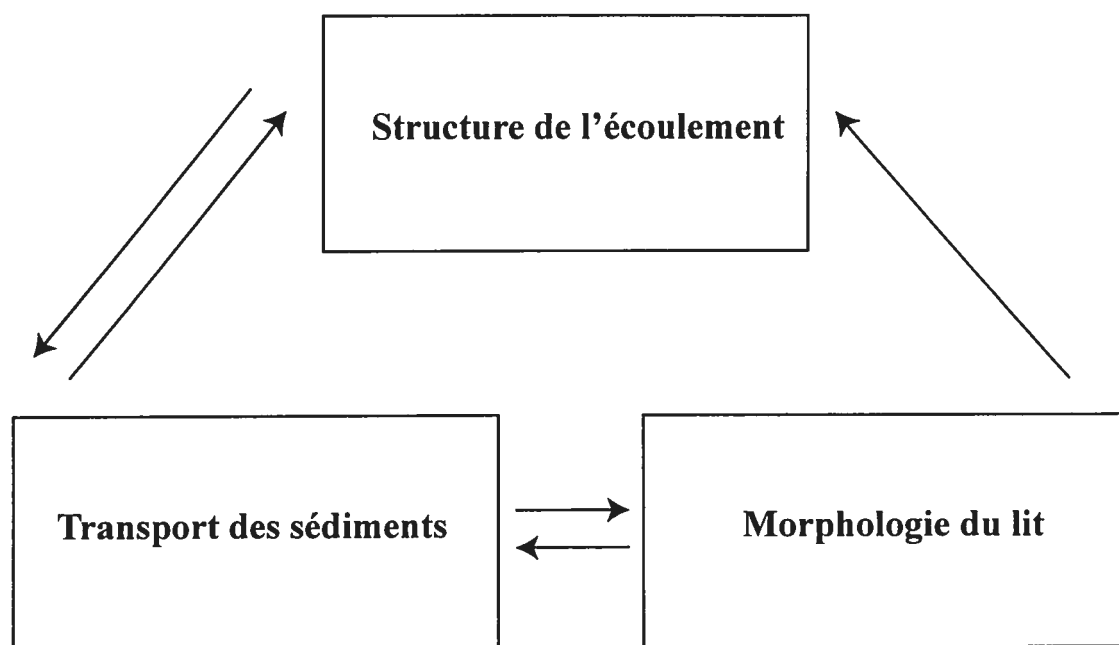 Structure de l’écoulement
Transport des sédiments
Morphologie du lit